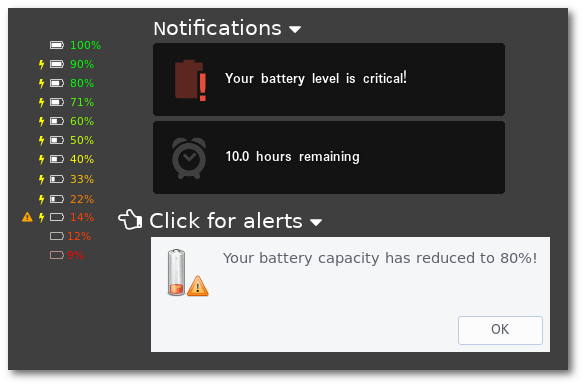 100%
90%
80%
71%
60%
50%
40%
33%
22%
14%
12%
9%
Notifications
Your battery level is critical!
10.0 hours remaining
Click for alerts
Your battery capacity has reduced to 80%!
OK